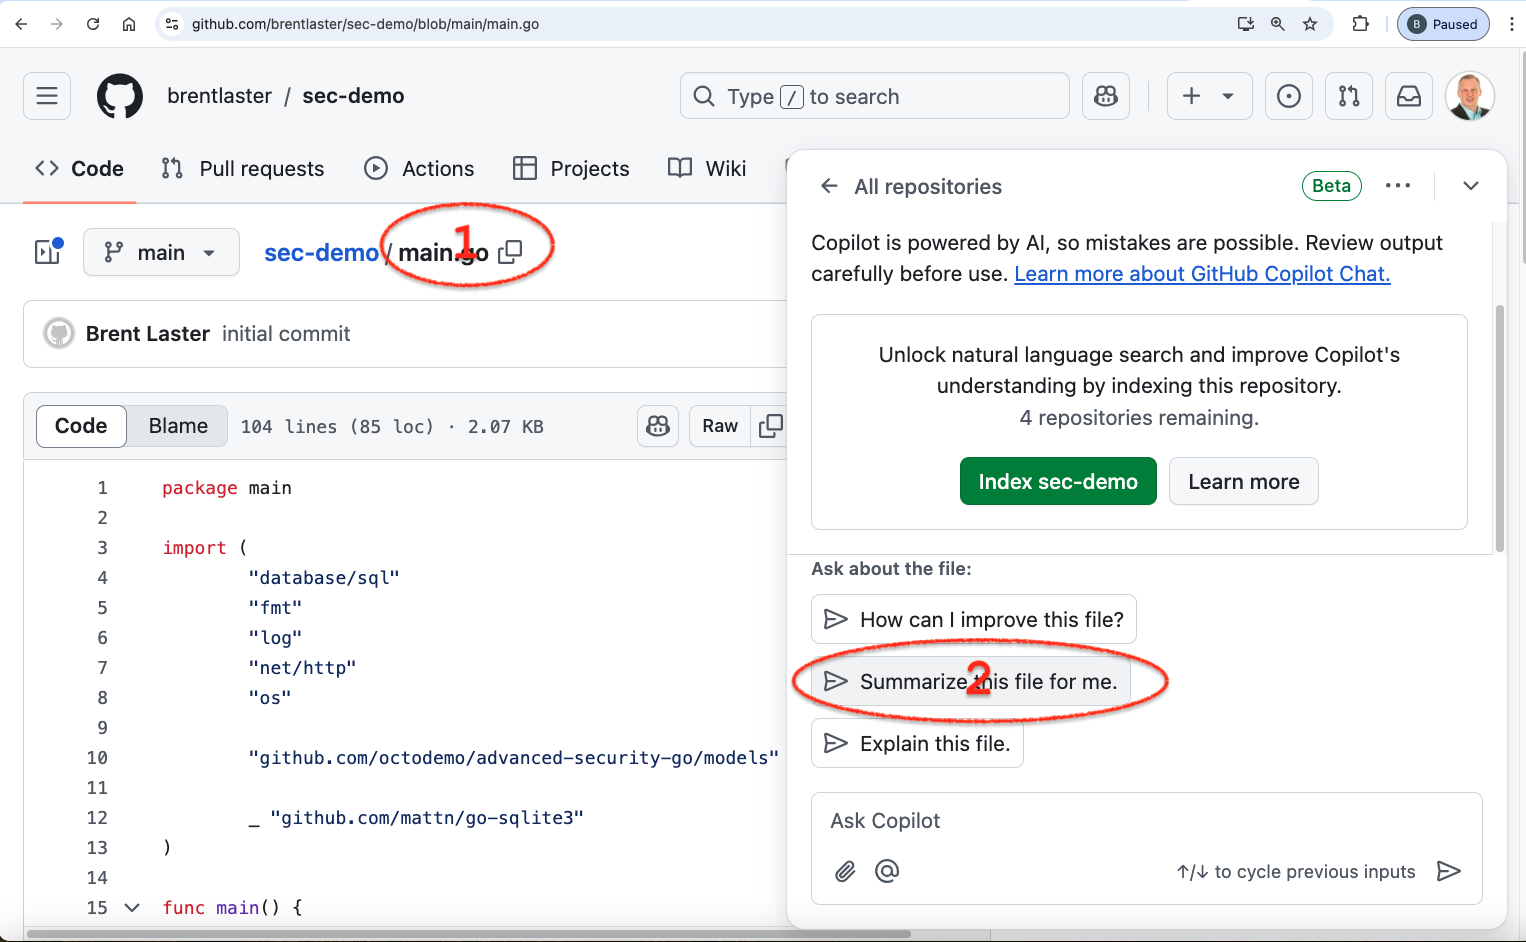 github.com/brentlaster/sec-demo/blob/main/main.go
B Paused
brentlaster / sec-demo
Type / to search
Code Pull requests Actions Projects Wiki
main
sec-demo / main.go
1
Brent Laster initial commit
Code Blame 104 lines (85 loc) · 2.07 KB Raw
1 package main
2
3 import (
4 "database/sql"
5 "fmt"
6 "log"
7 "net/http"
8 "os"
9
10 "github.com/octodemo/advanced-security-go/models"
11
12 _ "github.com/mattn/go-sqlite3"
13 )
14
15 func main() {
All repositories Beta
Copilot is powered by AI, so mistakes are possible. Review output
carefully before use. Learn more about GitHub Copilot Chat.
Unlock natural language search and improve Copilot's
understanding by indexing this repository.
4 repositories remaining.
Index sec-demo Learn more
Ask about the file:
How can I improve this file?
Summarize this file for me.
2
Explain this file.
Ask Copilot
↑/↓ to cycle previous inputs